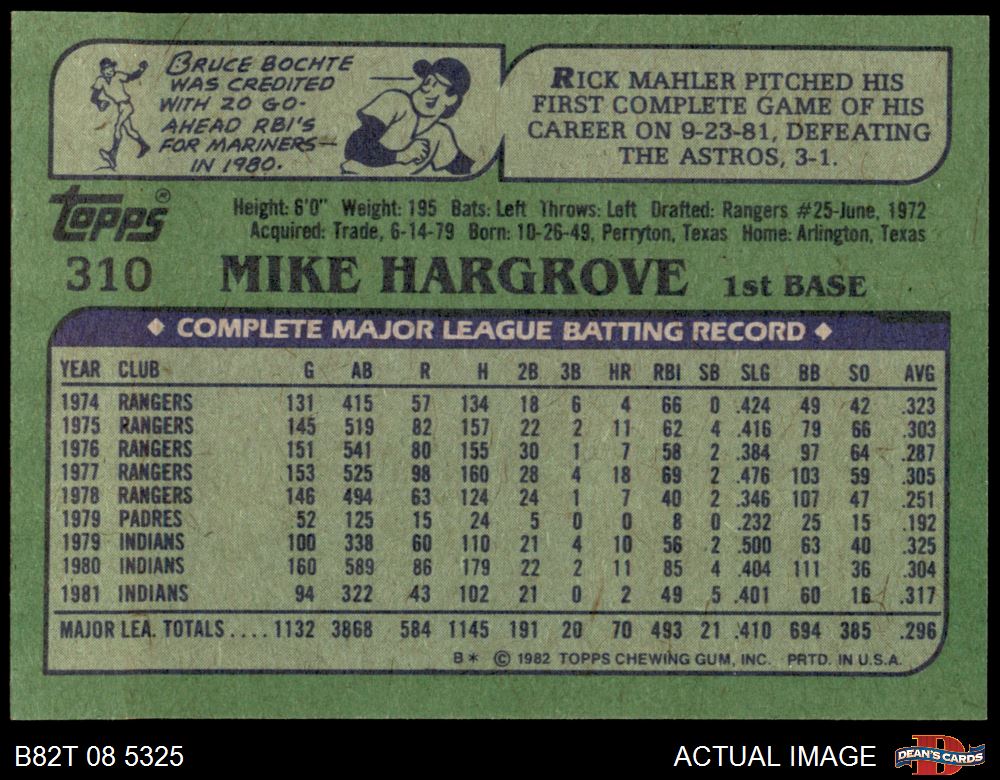 BRUCE BOCHTE
WAS CREDITED
WITH 20 GO-
AHEAD RBI'S
FOR MARINERS—
IN 1980.
RICK MAHLER PITCHED HIS
FIRST COMPLETE GAME OF HIS
CAREER ON 9-23-81, DEFEATING
THE ASTROS, 3-1.
topps®
Height: 6'0" Weight: 195 Bats: Left Throws: Left Drafted: Rangers #25-June, 1972
Acquired: Trade, 6-14-79 Born: 10-26-49, Perryton, Texas Home: Arlington, Texas
310 MIKE HARGROVE 1st BASE
◆ COMPLETE MAJOR LEAGUE BATTING RECORD ◆
YEAR CLUB G AB R H 2B 3B HR RBI SB SLG BB SO AVG
1974 RANGERS 131 415 57 134 18 6 4 66 0 .424 49 42 .323
1975 RANGERS 145 519 82 157 22 2 11 62 4 .416 79 66 .303
1976 RANGERS 151 541 80 155 30 1 7 58 2 .384 97 64 .287
1977 RANGERS 153 525 98 160 28 4 18 69 2 .476 103 59 .305
1978 RANGERS 146 494 63 124 24 1 7 40 2 .346 107 47 .251
1979 PADRES 52 125 15 24 5 0 0 8 0 .232 25 15 .192
1979 INDIANS 100 338 60 110 21 4 10 56 2 .500 63 40 .325
1980 INDIANS 160 589 86 179 22 2 11 85 4 .404 111 36 .304
1981 INDIANS 94 322 43 102 21 0 2 49 5 .401 60 16 .317
MAJOR LEA. TOTALS .... 1132 3868 584 1145 191 20 70 493 21 .410 694 385 .296
B* © 1982 TOPPS CHEWING GUM, INC. PRTD. IN U.S.A.
B82T 08 5325
ACTUAL IMAGE
DEAN'S CARDS